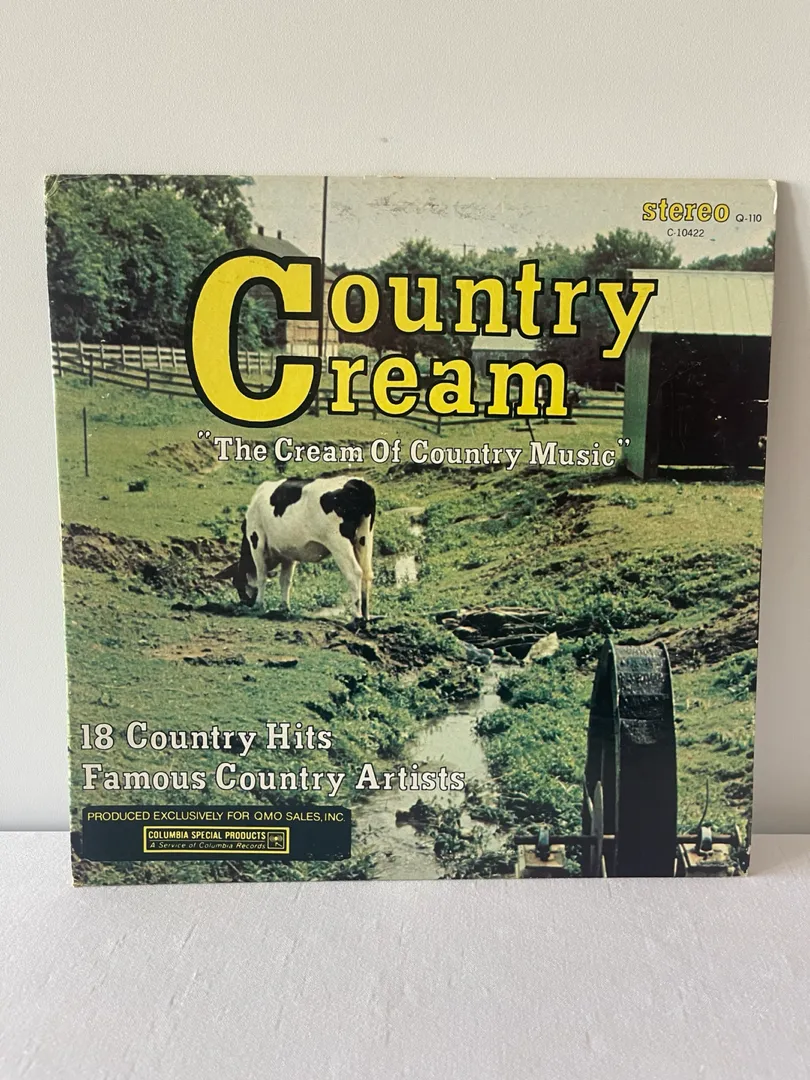 stereo Q-110
C-10422
Country
Cream
"The Cream Of Country Music"
18 Country Hits
Famous Country Artists
PRODUCED EXCLUSIVELY FOR QMO SALES, INC.
COLUMBIA SPECIAL PRODUCTS
A Service of Columbia Records